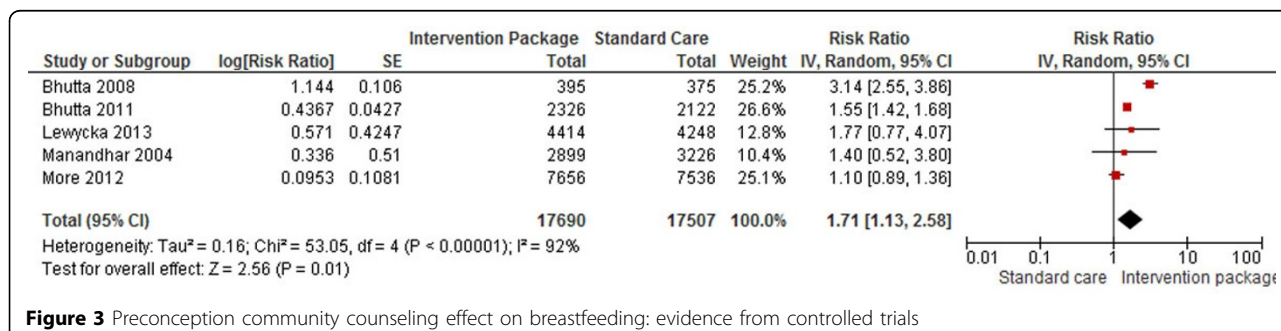 Intervention Package Standard Care Risk Ratio Risk Ratio
Study or Subgroup log[Risk Ratio] SE Total Total Weight IV, Random, 95% CI IV, Random, 95% CI
Bhutta 2008 1.144 0.106 395 375 25.2% 3.14 [2.55, 3.86]
Bhutta 2011 0.4367 0.0427 2326 2122 26.6% 1.55 [1.42, 1.68]
Lewycka 2013 0.571 0.4247 4414 4248 12.8% 1.77 [0.77, 4.07]
Manandhar 2004 0.336 0.51 2899 3226 10.4% 1.40 [0.52, 3.80]
More 2012 0.0953 0.1081 7656 7536 25.1% 1.10 [0.89, 1.36]
Total (95% CI) 17690 17507 100.0% 1.71 [1.13, 2.58]
Heterogeneity: Tau² = 0.16; Chi² = 53.05, df = 4 (P < 0.00001); I² = 92%
Test for overall effect: Z = 2.56 (P = 0.01)
0.01 0.1 1 10 100
Standard care Intervention package
Figure 3 Preconception community counseling effect on breastfeeding: evidence from controlled trials